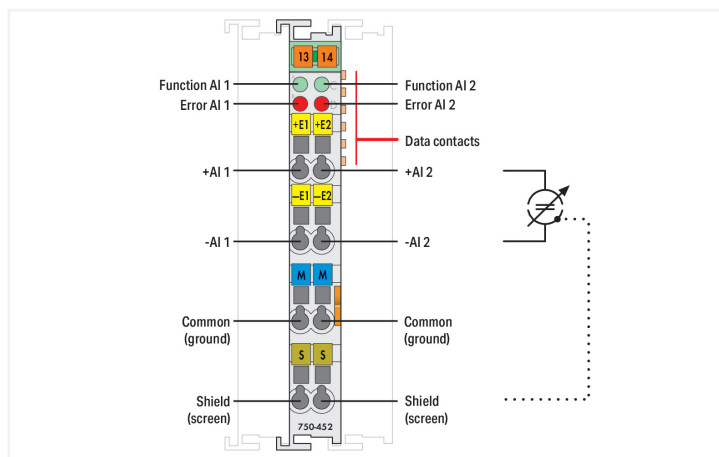 13 14
Function AI 1
Function AI 2
Error AI 1
Error AI 2
+E1 +E2
Data contacts
+AI 1
+AI 2
–E1 –E2
-AI 1
-AI 2
M M
Common
(ground)
Common
(ground)
S S
Shield
(screen)
Shield
(screen)
750-452